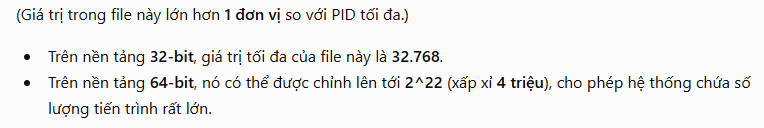 (Giá trị trong file này lớn hơn 1 đơn vị so với PID tối đa.)
• Trên nền tảng 32-bit, giá trị tối đa của file này là 32.768.
• Trên nền tảng 64-bit, nó có thể được chỉnh lên tới 2^22 (xấp xỉ 4 triệu), cho phép hệ thống chứa số
lượng tiến trình rất lớn.